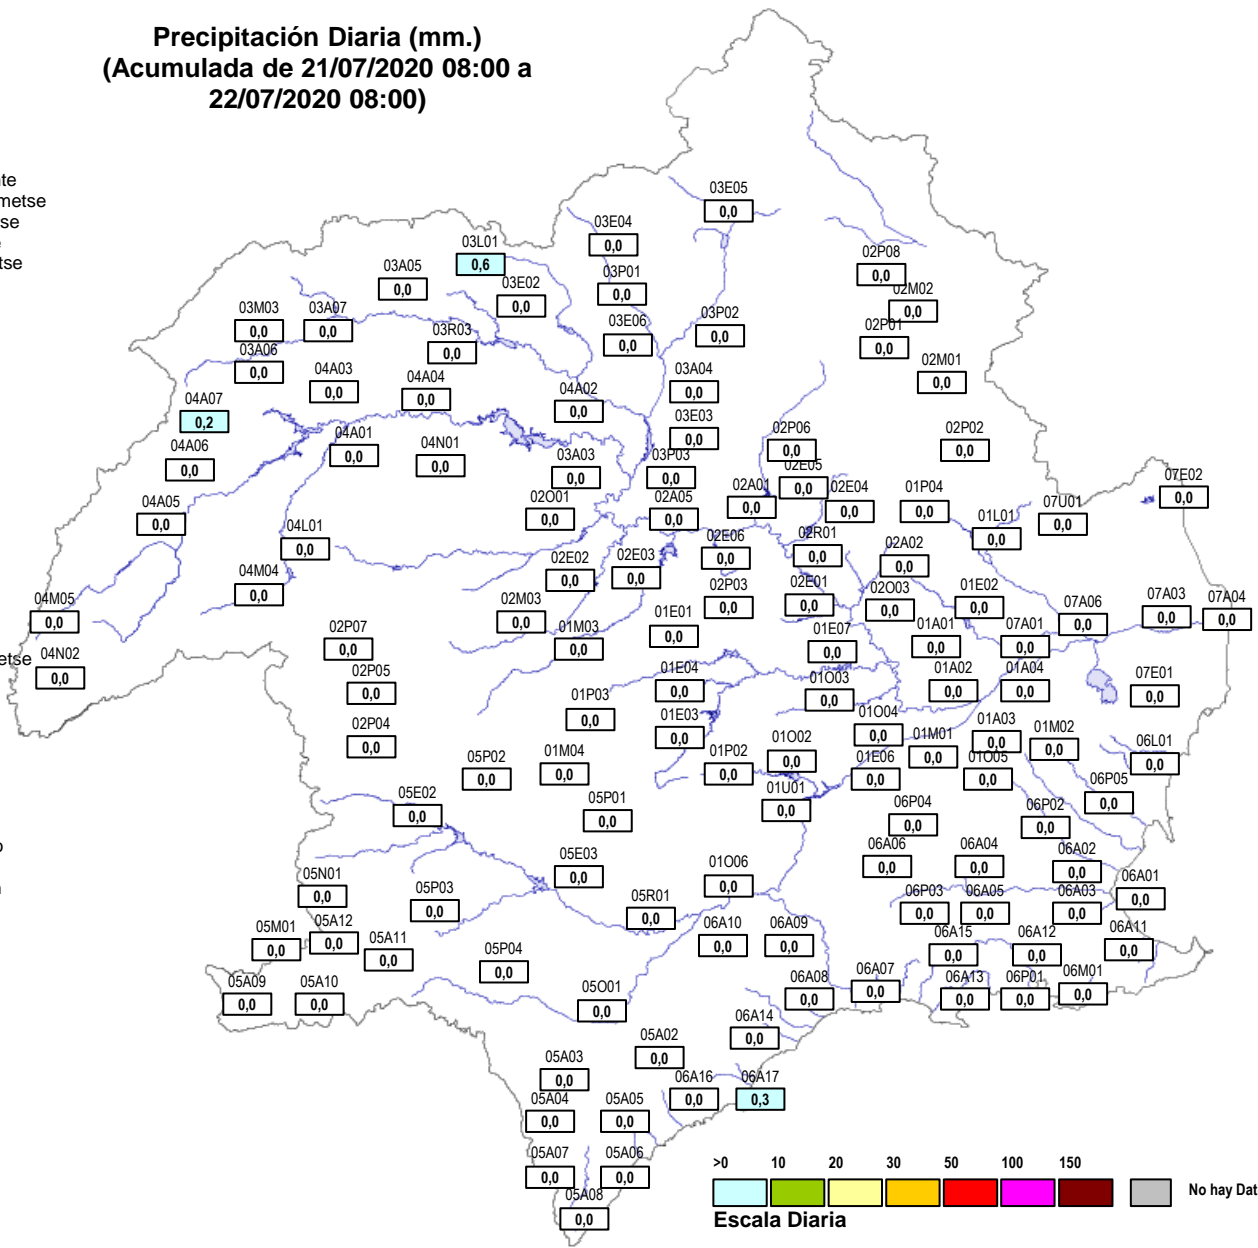 Precipitación Diaria (mm.)
(Acumulada de 21/07/2020 08:00 a
22/07/2020 08:00)
te
metse
se
tse
etse
03E05
0,0
03E04
0,0
03L01
0,6
03A05
0,0
03E02
0,0
03P01
0,0
02P08
0,0
02M02
0,0
03M03
0,0
03A07
0,0
03R03
0,0
03E06
0,0
03P02
0,0
02P01
0,0
03A06
0,0
04A03
0,0
04A04
0,0
04A02
0,0
03A04
0,0
02M01
0,0
04A07
0,2
03E03
0,0
04A06
0,0
04A01
0,0
04N01
0,0
03A03
0,0
03P03
0,0
02P06
0,0
02P02
0,0
02E05
0,0
04A05
0,0
02O01
0,0
02A05
0,0
02A01
0,0
02E04
0,0
01P04
0,0
07U01
0,0
07E02
0,0
04L01
0,0
01L01
0,0
02E06
0,0
02R01
0,0
02A02
0,0
04M04
0,0
02E02
0,0
02E03
0,0
04M05
0,0
02M03
0,0
02P03
0,0
02E01
0,0
02O03
0,0
01E02
0,0
07A06
0,0
07A03
0,0
07A04
0,0
02P07
0,0
01M03
0,0
01E01
0,0
01E07
0,0
01A01
0,0
07A01
0,0
04N02
0,0
02P05
0,0
01E04
0,0
01O03
0,0
01A02
0,0
01A04
0,0
07E01
0,0
02P04
0,0
01P03
0,0
01E03
0,0
01O04
0,0
01A03
0,0
01M02
0,0
05P02
0,0
01M04
0,0
01P02
0,0
01O02
0,0
01E06
0,0
01M01
0,0
01O05
0,0
06L01
0,0
05E02
0,0
05P01
0,0
01U01
0,0
06P04
0,0
06P02
0,0
06P05
0,0
05N01
0,0
05P03
0,0
05E03
0,0
01O06
0,0
06A06
0,0
06A04
0,0
06A02
0,0
05R01
0,0
06P03
0,0
06A05
0,0
06A03
0,0
06A01
0,0
05M01
0,0
05A12
0,0
05A11
0,0
05P04
0,0
06A10
0,0
06A09
0,0
06A15
0,0
06A12
0,0
06A11
0,0
05A09
0,0
05A10
0,0
05O01
0,0
06A08
0,0
06A07
0,0
06A13
0,0
06P01
0,0
06M01
0,0
05A02
0,0
06A14
0,0
05A03
0,0
06A16
0,0
06A17
0,3
05A04
0,0
05A05
0,0
05A07
0,0
05A06
0,0
05A08
0,0
>0 10 20 30 50 100 150
No hay Dat
Escala Diaria